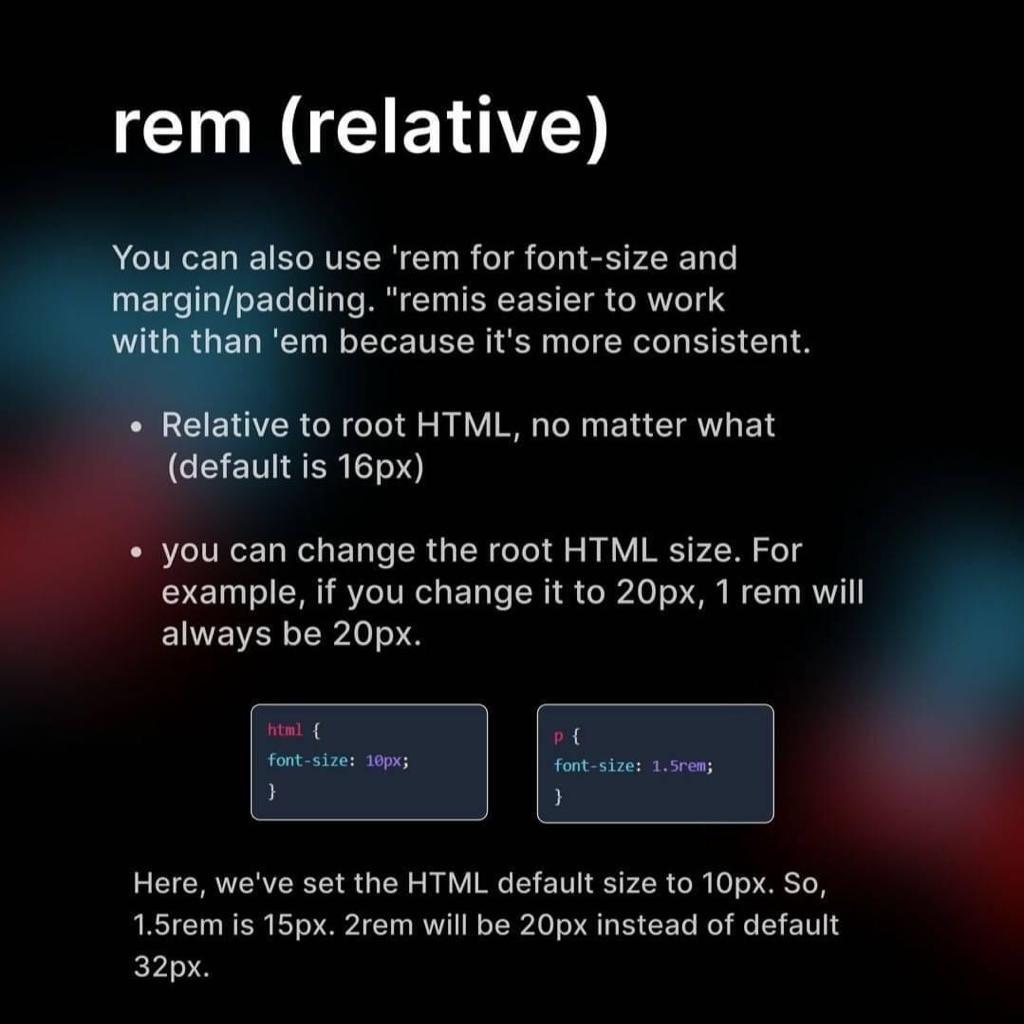 rem (relative)
You can also use 'rem for font-size and
margin/padding. "remis easier to work
with than 'em because it's more consistent.
• Relative to root HTML, no matter what
(default is 16px)
• you can change the root HTML size. For
example, if you change it to 20px, 1 rem will
always be 20px.
html {
font-size: 10px;
}
p {
font-size: 1.5rem;
}
Here, we've set the HTML default size to 10px. So,
1.5rem is 15px. 2rem will be 20px instead of default
32px.